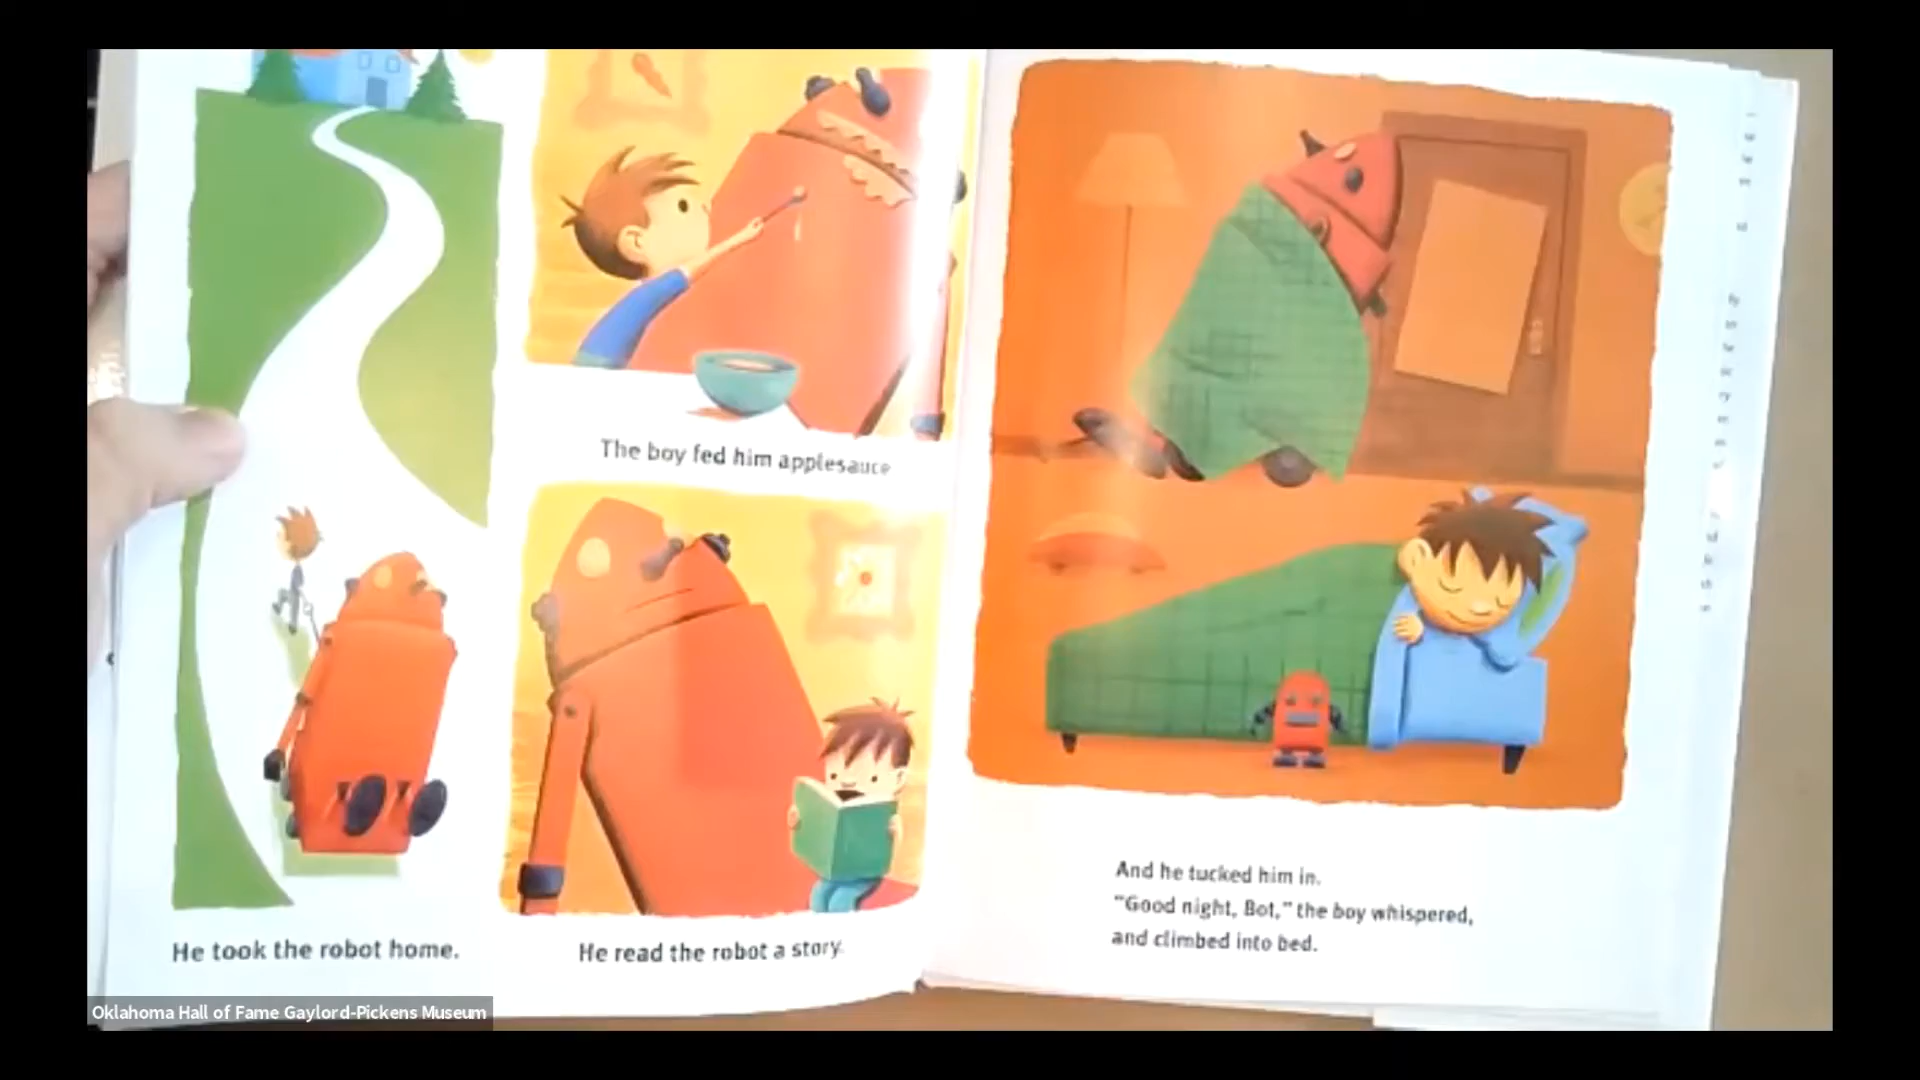 He took the robot home.
The boy fed him applesauce
He read the robot a story.
And he tucked him in.
"Good night, Bot," the boy whispered,
and climbed into bed.
Oklahoma Hall of Fame Gaylord-Pickens Museum